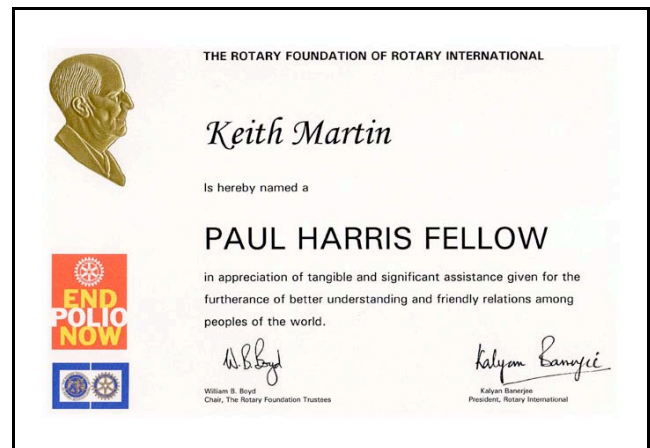 THE ROTARY FOUNDATION OF ROTARY INTERNATIONAL
Keith Martin
Is hereby named a
PAUL HARRIS FELLOW
in appreciation of tangible and significant assistance given for the
furtherance of better understanding and friendly relations among
peoples of the world.
END
POLIO
NOW
W. B. Boyd
Kalyan Banerjee
William B. Boyd
Chair, The Rotary Foundation Trustees
Kalyan Banerjee
President, Rotary International